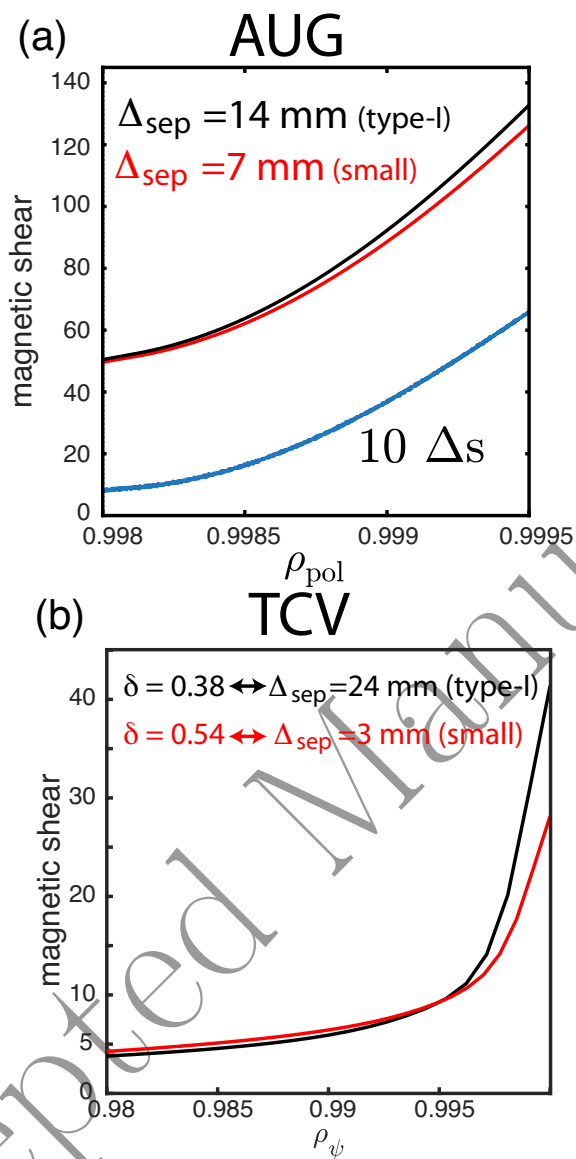 (a) AUG
Δsep =14 mm (type-I)
Δsep =7 mm (small)
140
120
100
80
60
40
20
0
magnetic shear
10 Δs
0.998 0.9985 0.999 0.9995
ρpol
(b) TCV
δ = 0.38 ↔ Δsep =24 mm (type-I)
δ = 0.54 ↔ Δsep =3 mm (small)
40
30
20
10
5
0
magnetic shear
0.98 0.985 0.99 0.995
ρψ
epted Manu